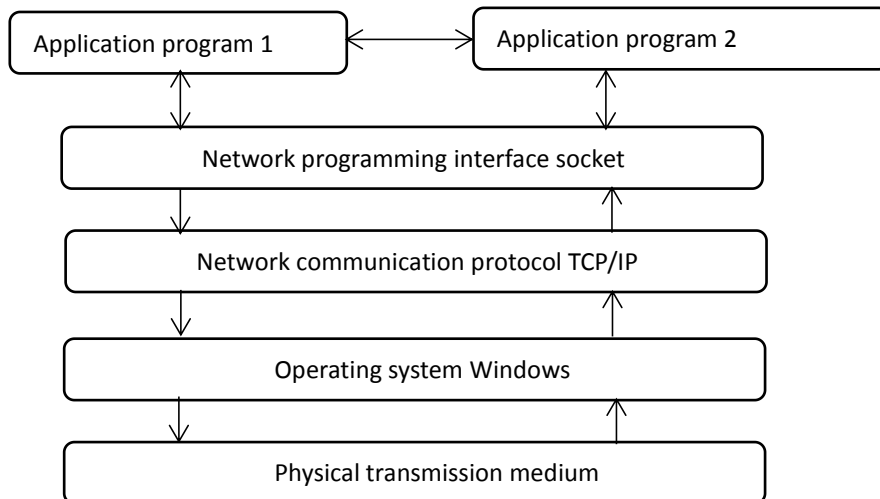 Application program 1
Application program 2
Network programming interface socket
Network communication protocol TCP/IP
Operating system Windows
Physical transmission medium